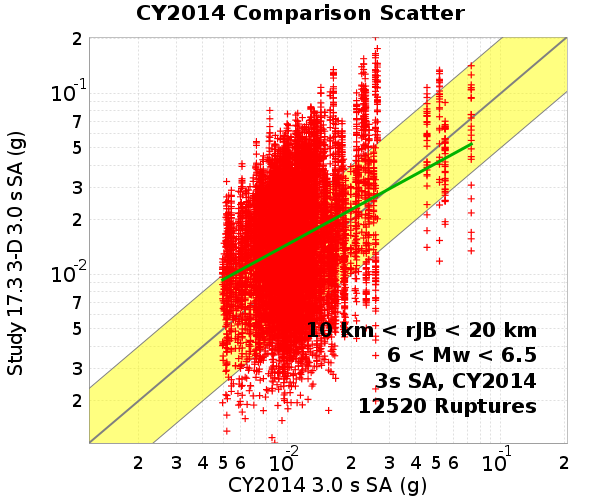 CY2014 Comparison Scatter
Study 17.3 3-D 3.0 s SA (g)
2
10-1
7
5
3
2
10-2
7
5
3
2
10 km < rJB < 20 km
6 < Mw < 6.5
3s SA, CY2014
12520 Ruptures
2 3 4 5 6 10-2 2 3 4 5 6 10-1 2
CY2014 3.0 s SA (g)